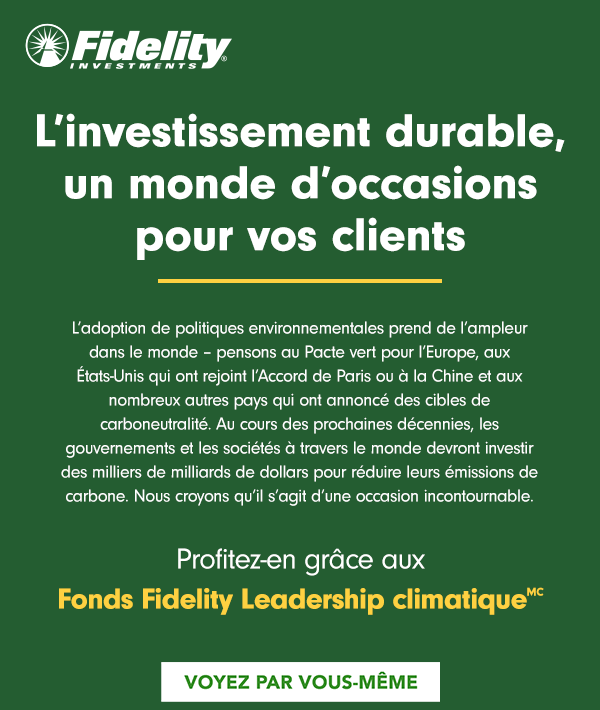 Fidelity
INVESTMENTS®
L'investissement durable,
un monde d'occasions
pour vos clients
L'adoption de politiques environnementales prend de l'ampleur
dans le monde – pensons au Pacte vert pour l'Europe, aux
États-Unis qui ont rejoint l'Accord de Paris ou à la Chine et aux
nombreux autres pays qui ont annoncé des cibles de
carboneutralité. Au cours des prochaines décennies, les
gouvernements et les sociétés à travers le monde devront investir
des milliers de milliards de dollars pour réduire leurs émissions de
carbone. Nous croyons qu'il s'agit d'une occasion incontournable.
Profitez-en grâce aux
Fonds Fidelity Leadership climatiqueMC
VOYEZ PAR VOUS-MÊME